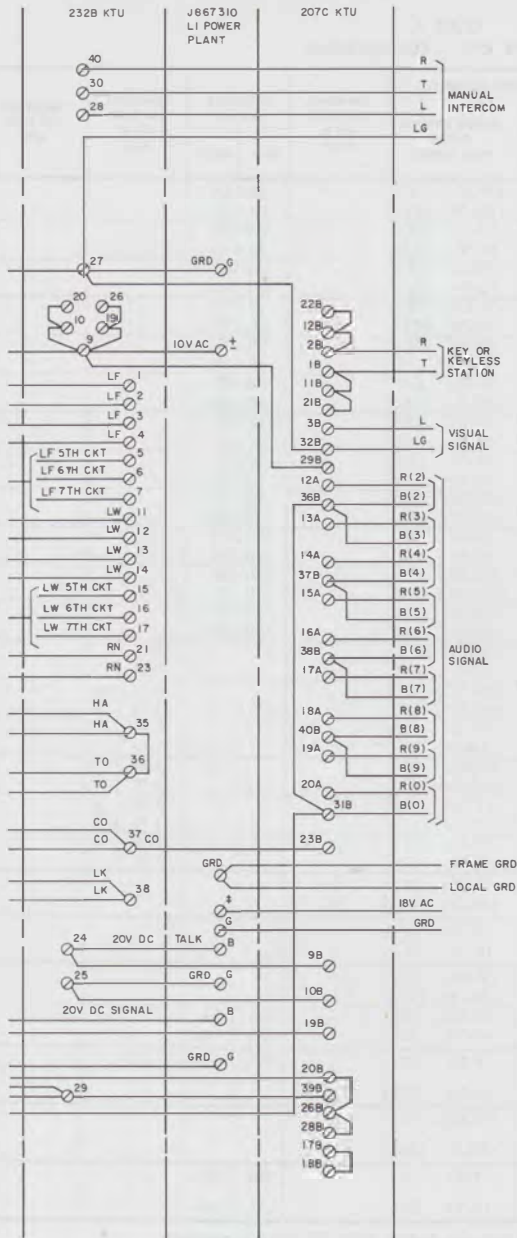 232B KTU
J867310
L1 POWER
PLANT
207C KTU
40
R
30
T
MANUAL
INTERCOM
28
L
LG
27
GRD G
20
26
22B
10
19
12B
9
10V AC
±
2B
R
KEY OR
KEYLESS
STATION
1B
T
LF 1
11B
LF 2
21B
LF 3
3B
L
VISUAL
SIGNAL
LF 4
32B
LG
LF 5TH CKT 5
29B
LF 6TH CKT 6
12A
R(2)
LF 7TH CKT 7
36B
B(2)
LW 11
13A
R(3)
LW 12
B(3)
LW 13
14A
R(4)
LW 14
37B
B(4)
LW 5TH CKT 15
15A
R(5)
LW 6TH CKT 16
B(5)
LW 7TH CKT 17
16A
R(6)
AUDIO
SIGNAL
RN 21
38B
B(6)
RN 23
17A
R(7)
B(7)
HA
18A
R(8)
HA
35
40B
B(8)
19A
R(9)
TO
36
B(9)
TO
20A
R(0)
31B
B(0)
CO
CO
37 CO
23B
GRD
FRAME GRD
LK
LK
38
LOCAL GRD
‡
18V AC
G
GRD
24
20V DC TALK
B
9B
25
GRD G
10B
20V DC SIGNAL
B
19B
GRD G
20B
29
39B
26B
28B
17B
18B